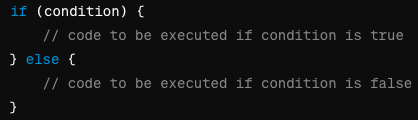 if (condition) {
    // code to be executed if condition is true
} else {
    // code to be executed if condition is false
}